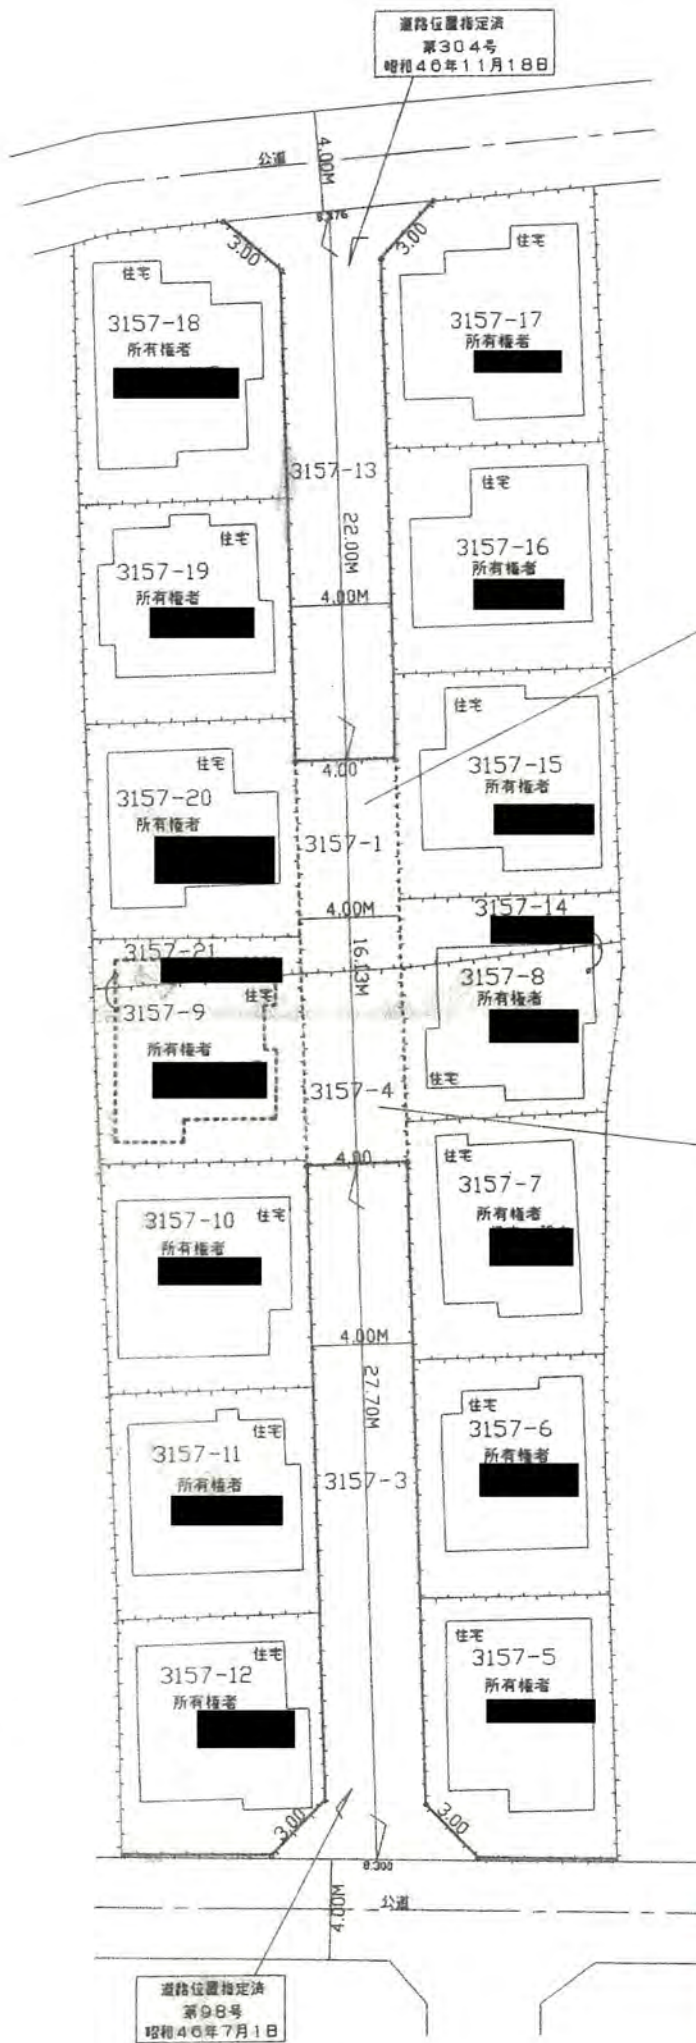 道路位置指定済
第304号
昭和46年11月18日
4.00M
公道
3.00
3.00
住宅
3157-18
所有権者
住宅
3157-17
所有権者
3157-13
22.00M
4.00M
住宅
3157-19
所有権者
住宅
3157-16
所有権者
4.00
住宅
3157-20
所有権者
住宅
3157-15
所有権者
3157-1
4.00M
16.13M
3157-14
3157-21
住宅
3157-9
所有権者
3157-8
所有権者
住宅
3157-4
4.00
住宅
3157-7
所有権者
3157-10
住宅
所有権者
4.00M
27.70M
住宅
3157-11
所有権者
住宅
3157-6
所有権者
3157-3
住宅
3157-12
所有権者
住宅
3157-5
所有権者
3.00
3.00
8.300
4.00M
公道
道路位置指定済
第98号
昭和46年7月1日